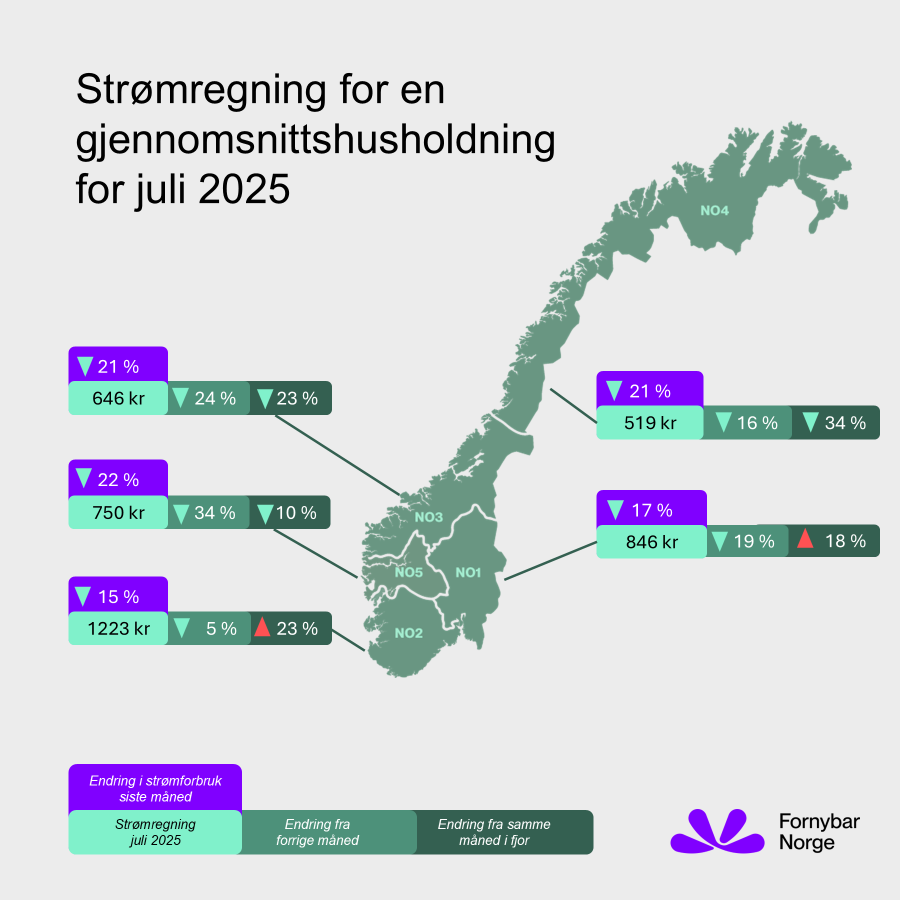 Strømregning for en
gjennomsnittshusholdning
for juli 2025
NO4
21 %
646 kr 24 % 23 %
21 %
519 kr 16 % 34 %
22 %
750 kr 34 % 10 %
NO3
17 %
846 kr 19 % 18 %
NO5 NO1
15 %
1223 kr 5 % 23 %
NO2
Endring i strømforbruk
siste måned
Strømregning
juli 2025
Endring fra
forrige måned
Endring fra samme
måned i fjor
Fornybar
Norge